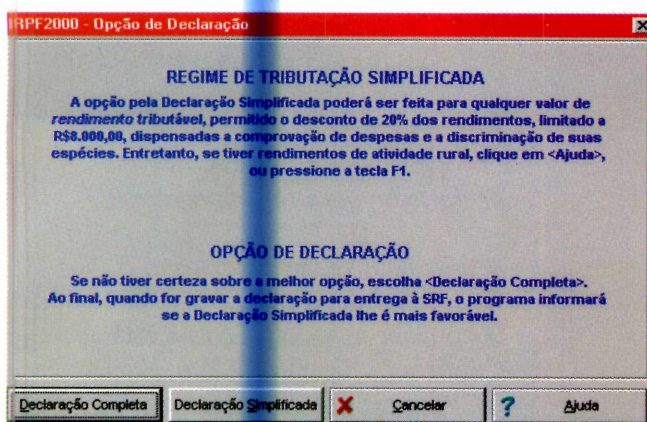 IRPF2000 - Opção de Declaração
REGIME DE TRIBUTAÇÃO SIMPLIFICADA
A opção pela Declaração Simplificada poderá ser feita para qualquer valor de
rendimento tributável, permitido o desconto de 20% dos rendimentos, limitado a
R$8.000,00, dispensadas a comprovação de despesas e a discriminação de suas
espécies. Entretanto, se tiver rendimentos de atividade rural, clique em <Ajuda>,
ou pressione a tecla F1.
OPÇÃO DE DECLARAÇÃO
Se não tiver certeza sobre a melhor opção, escolha <Declaração Completa>.
Ao final, quando for gravar a declaração para entrega à SRF, o programa informará
se a Declaração Simplificada lhe é mais favorável.
Declaração Completa
Declaração Simplificada
Cancelar
? Ajuda